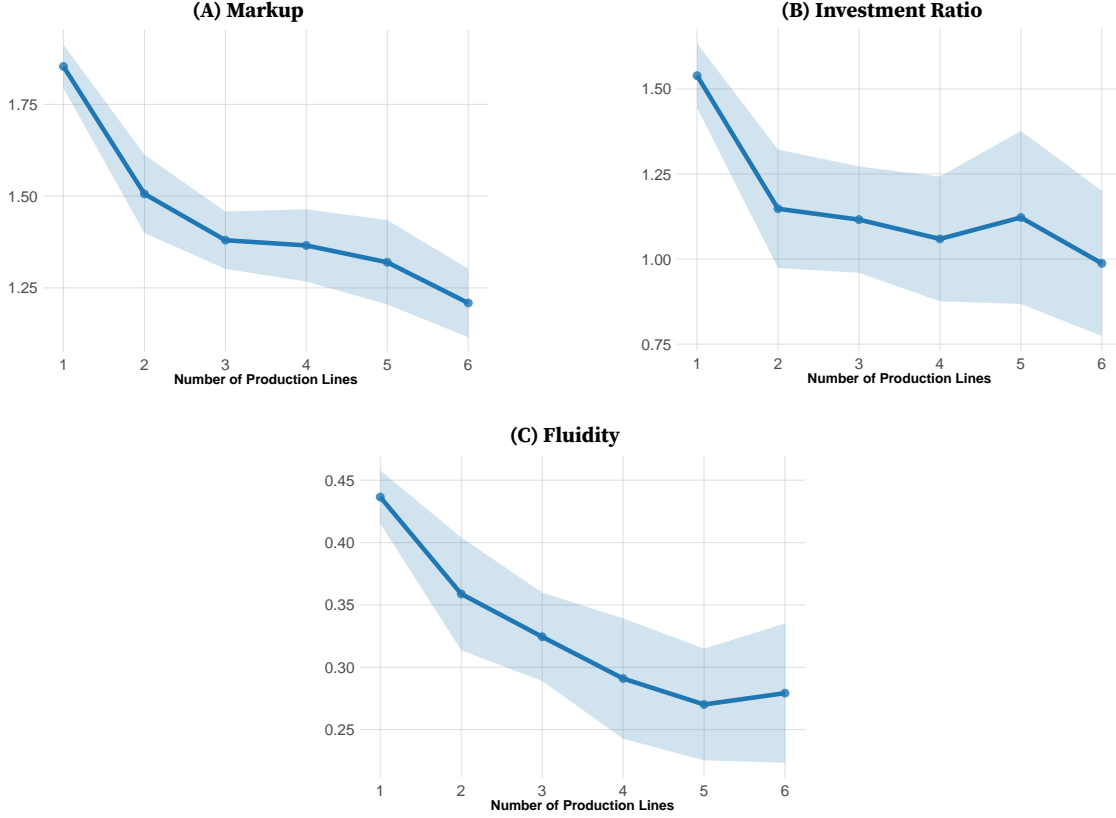 (A) Markup
1.75
1.50
1.25
1 2 3 4 5 6
Number of Production Lines
(B) Investment Ratio
1.50
1.25
1.00
0.75
1 2 3 4 5 6
Number of Production Lines
(C) Fluidity
0.45
0.40
0.35
0.30
0.25
1 2 3 4 5 6
Number of Production Lines